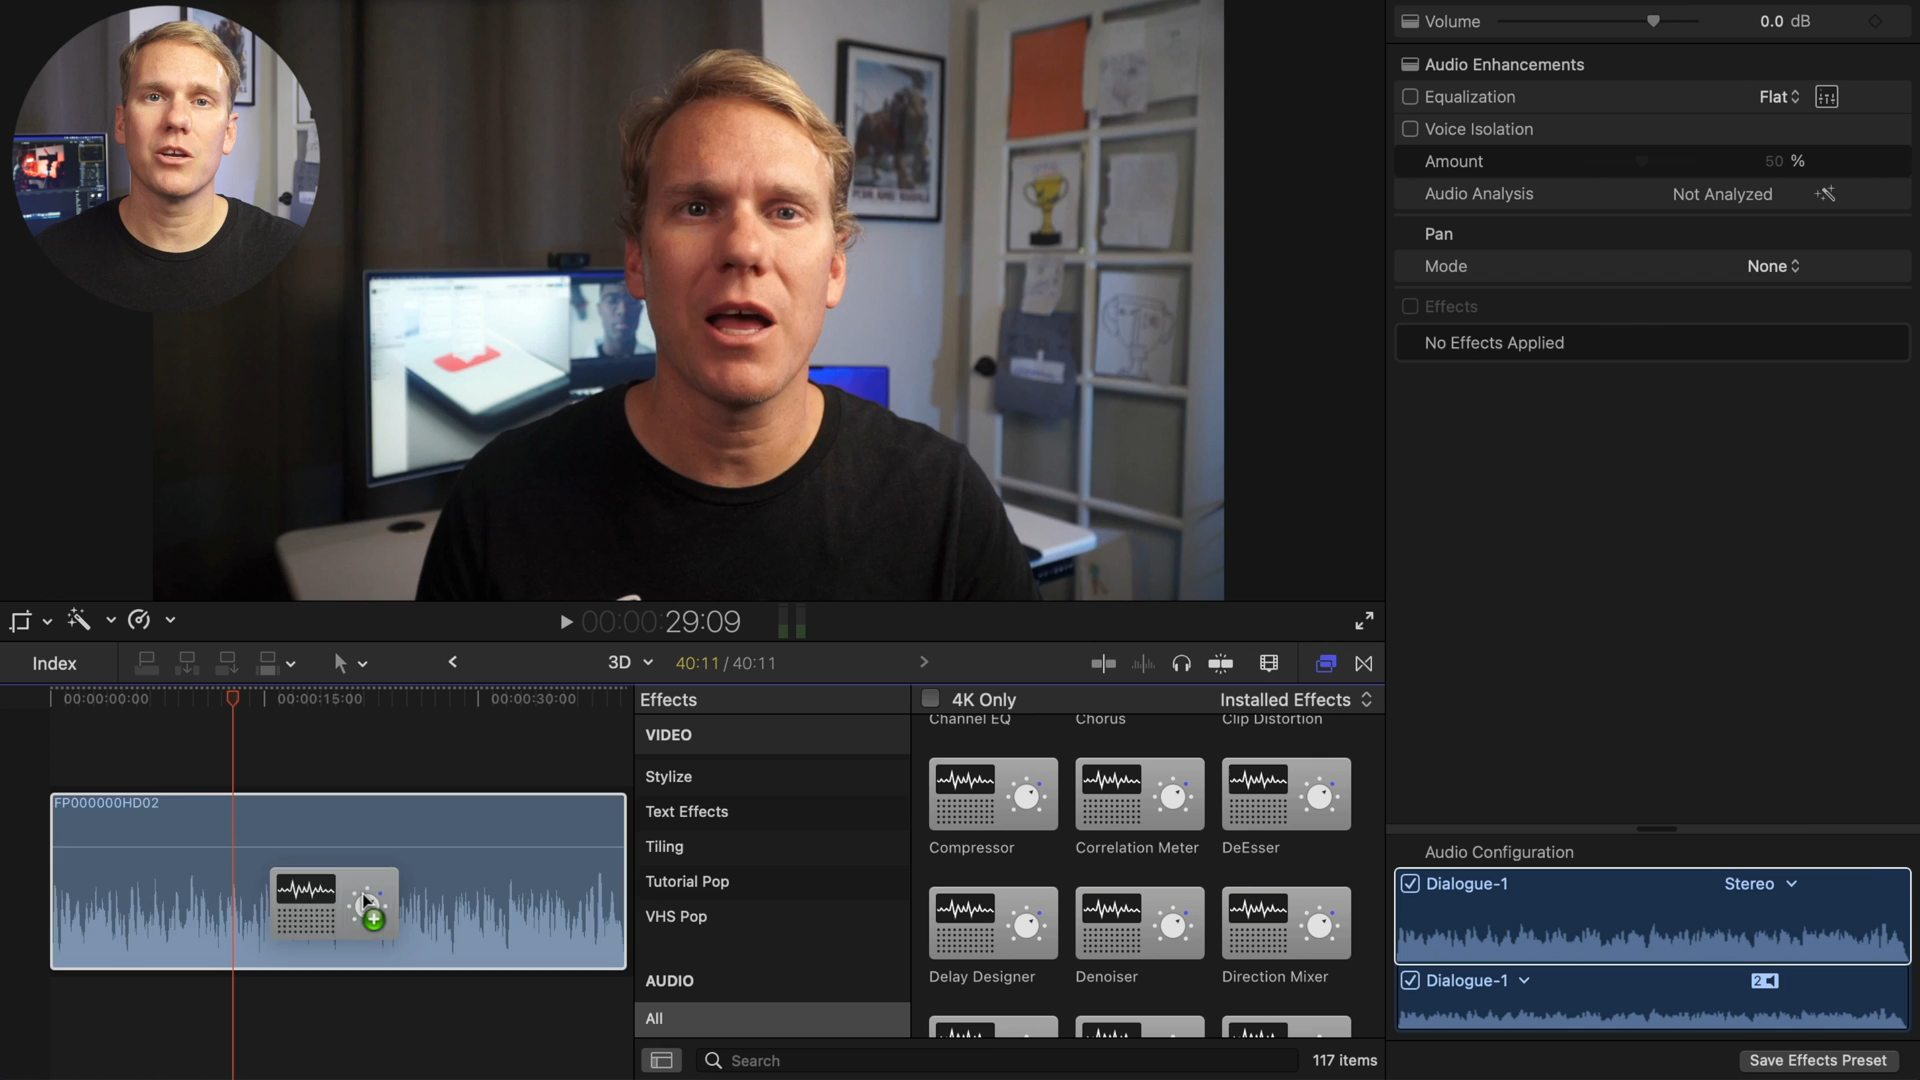 Volume 0.0 dB
Audio Enhancements
Equalization Flat
Voice Isolation
Amount 50 %
Audio Analysis Not Analyzed
Pan
Mode None
Effects
No Effects Applied
00:00:00:29:09
Index 3D 40:11 / 40:11
00:00:00:00 00:00:15:00 00:00:30:00
FP000000HD02
Effects
VIDEO
Stylize
Text Effects
Tiling
Tutorial Pop
VHS Pop
AUDIO
All
4K Only Installed Effects
Channel EQ Chorus Clip Distortion
Compressor Correlation Meter DeEsser
Delay Designer Denoiser Direction Mixer
Search 117 items
Audio Configuration
Dialogue-1 Stereo
Dialogue-1 2
Save Effects Preset